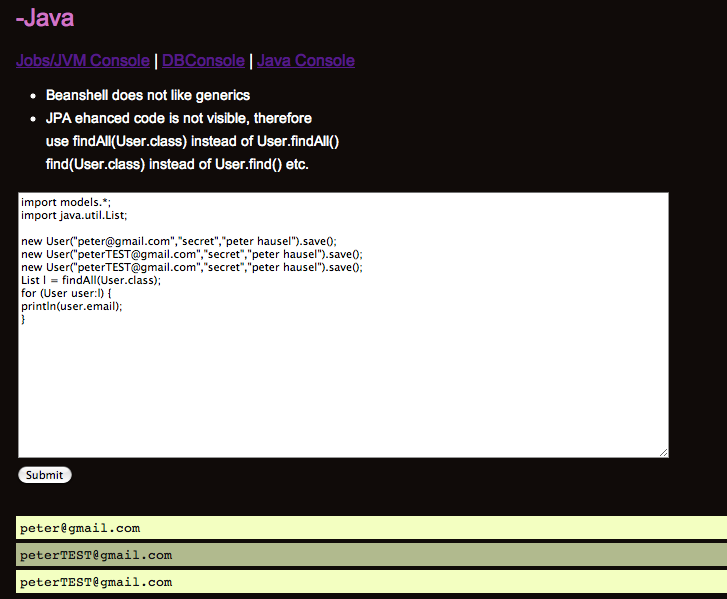 -Java
Jobs/JVM Console | DBConsole | Java Console
Beanshell does not like generics
JPA ehanced code is not visible, therefore
use findAll(User.class) instead of User.findAll()
find(User.class) instead of User.find() etc.
import models.*;
import java.util.List;
new User("peter@gmail.com","secret","peter hausel").save();
new User("peterTEST@gmail.com","secret","peter hausel").save();
new User("peterTEST@gmail.com","secret","peter hausel").save();
List l = findAll(User.class);
for (User user:l) {
println(user.email);
}
Submit
peter@gmail.com
peterTEST@gmail.com
peterTEST@gmail.com